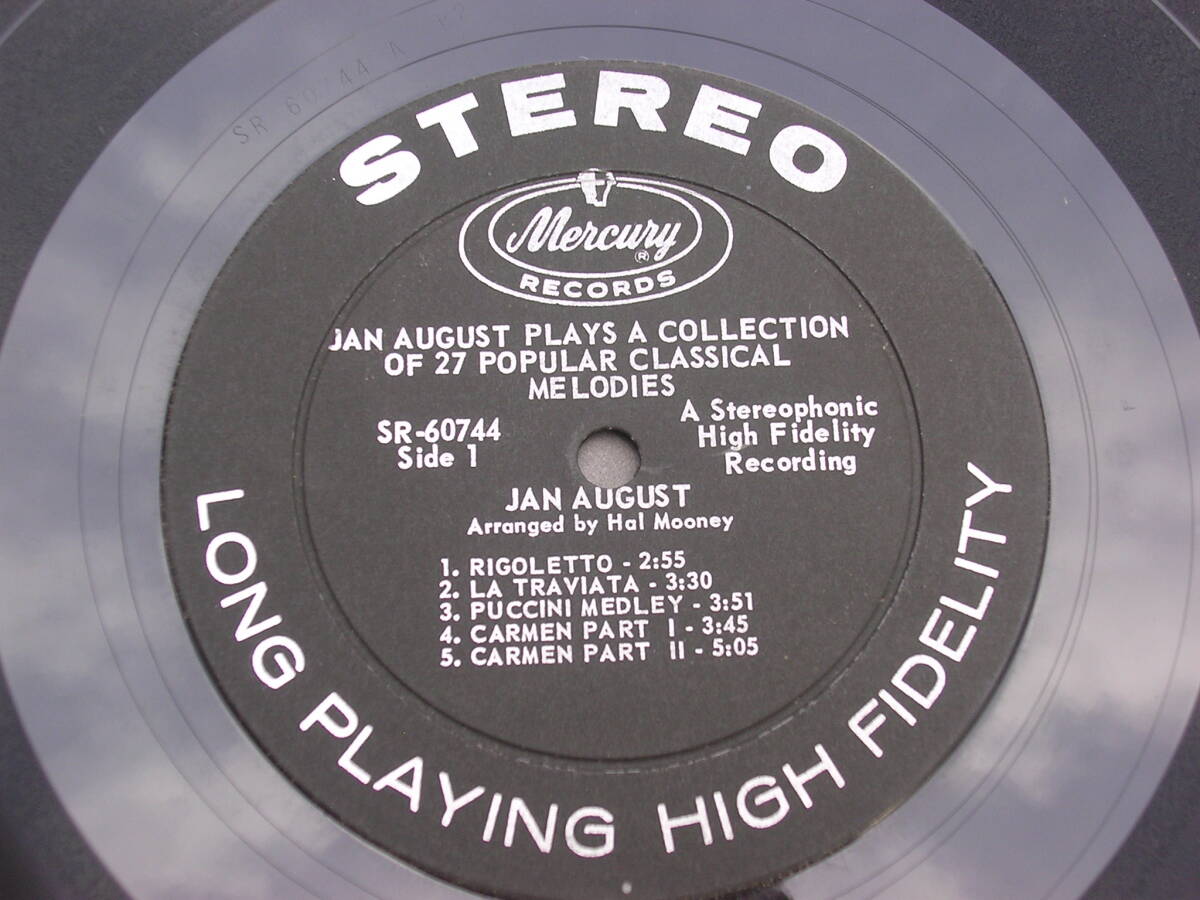 SR 60744 A
STEREO
Mercury
®
RECORDS
JAN AUGUST PLAYS A COLLECTION
OF 27 POPULAR CLASSICAL
MELODIES
SR-60744
Side 1
A Stereophonic
High Fidelity
Recording
JAN AUGUST
Arranged by Hal Mooney
1. RIGOLETTO - 2:55
2. LA TRAVIATA - 3:30
3. PUCCINI MEDLEY - 3:51
4. CARMEN PART I - 3:45
5. CARMEN PART II - 5:05
LONG PLAYING HIGH FIDELITY